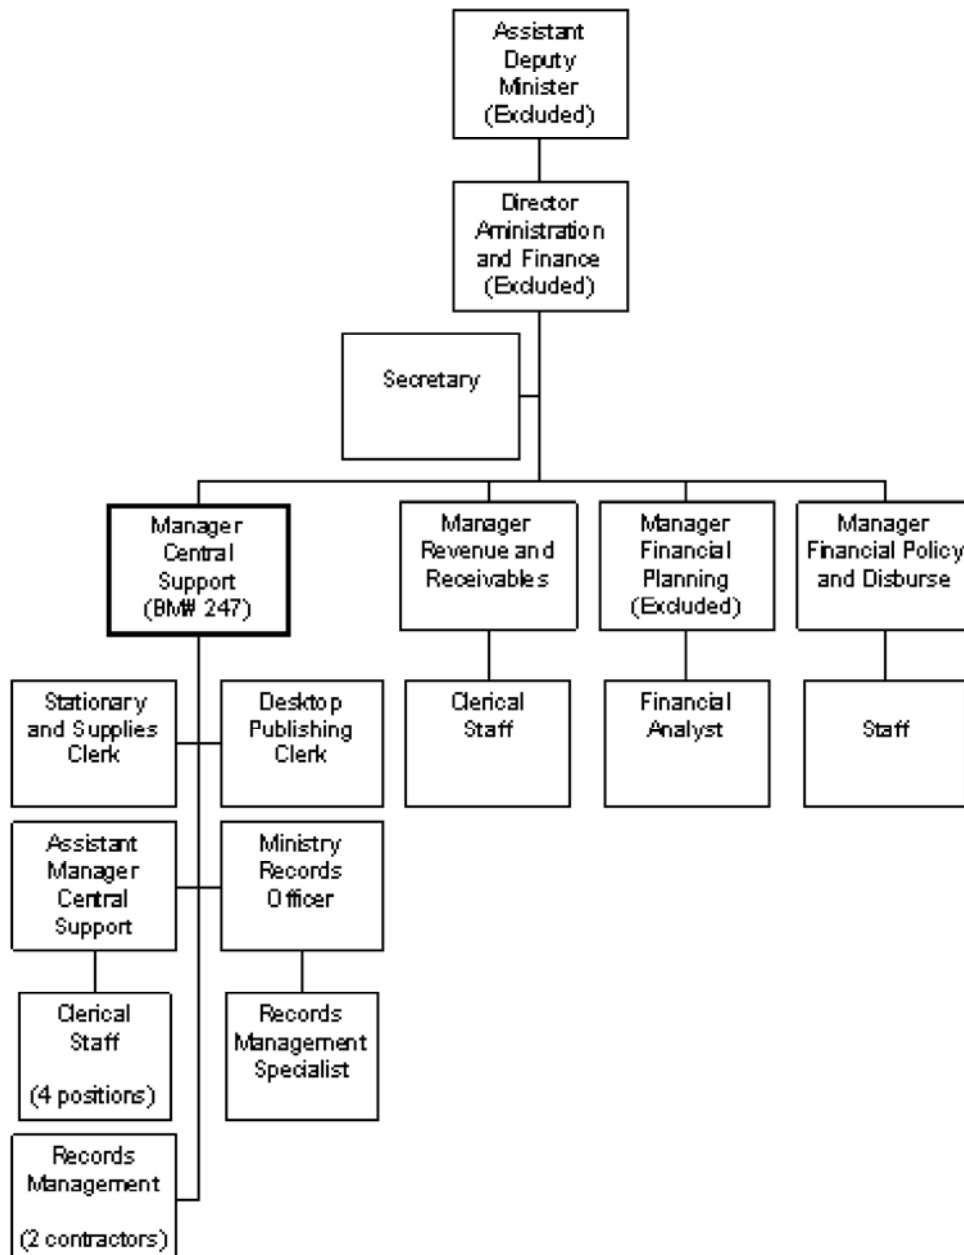 Assistant
Deputy
Minister
(Excluded)
Director
Aministration
and Finance
(Excluded)
Secretary
Manager
Central
Support
(BM# 247)
Manager
Revenue and
Receivables
Manager
Financial
Planning
(Excluded)
Manager
Financial Policy
and Disburse
Stationary
and Supplies
Clerk
Desktop
Publishing
Clerk
Clerical
Staff
Financial
Analyst
Staff
Assistant
Manager
Central
Support
Ministry
Records
Officer
Clerical
Staff
(4 positions)
Records
Management
Specialist
Records
Management
(2 contractors)